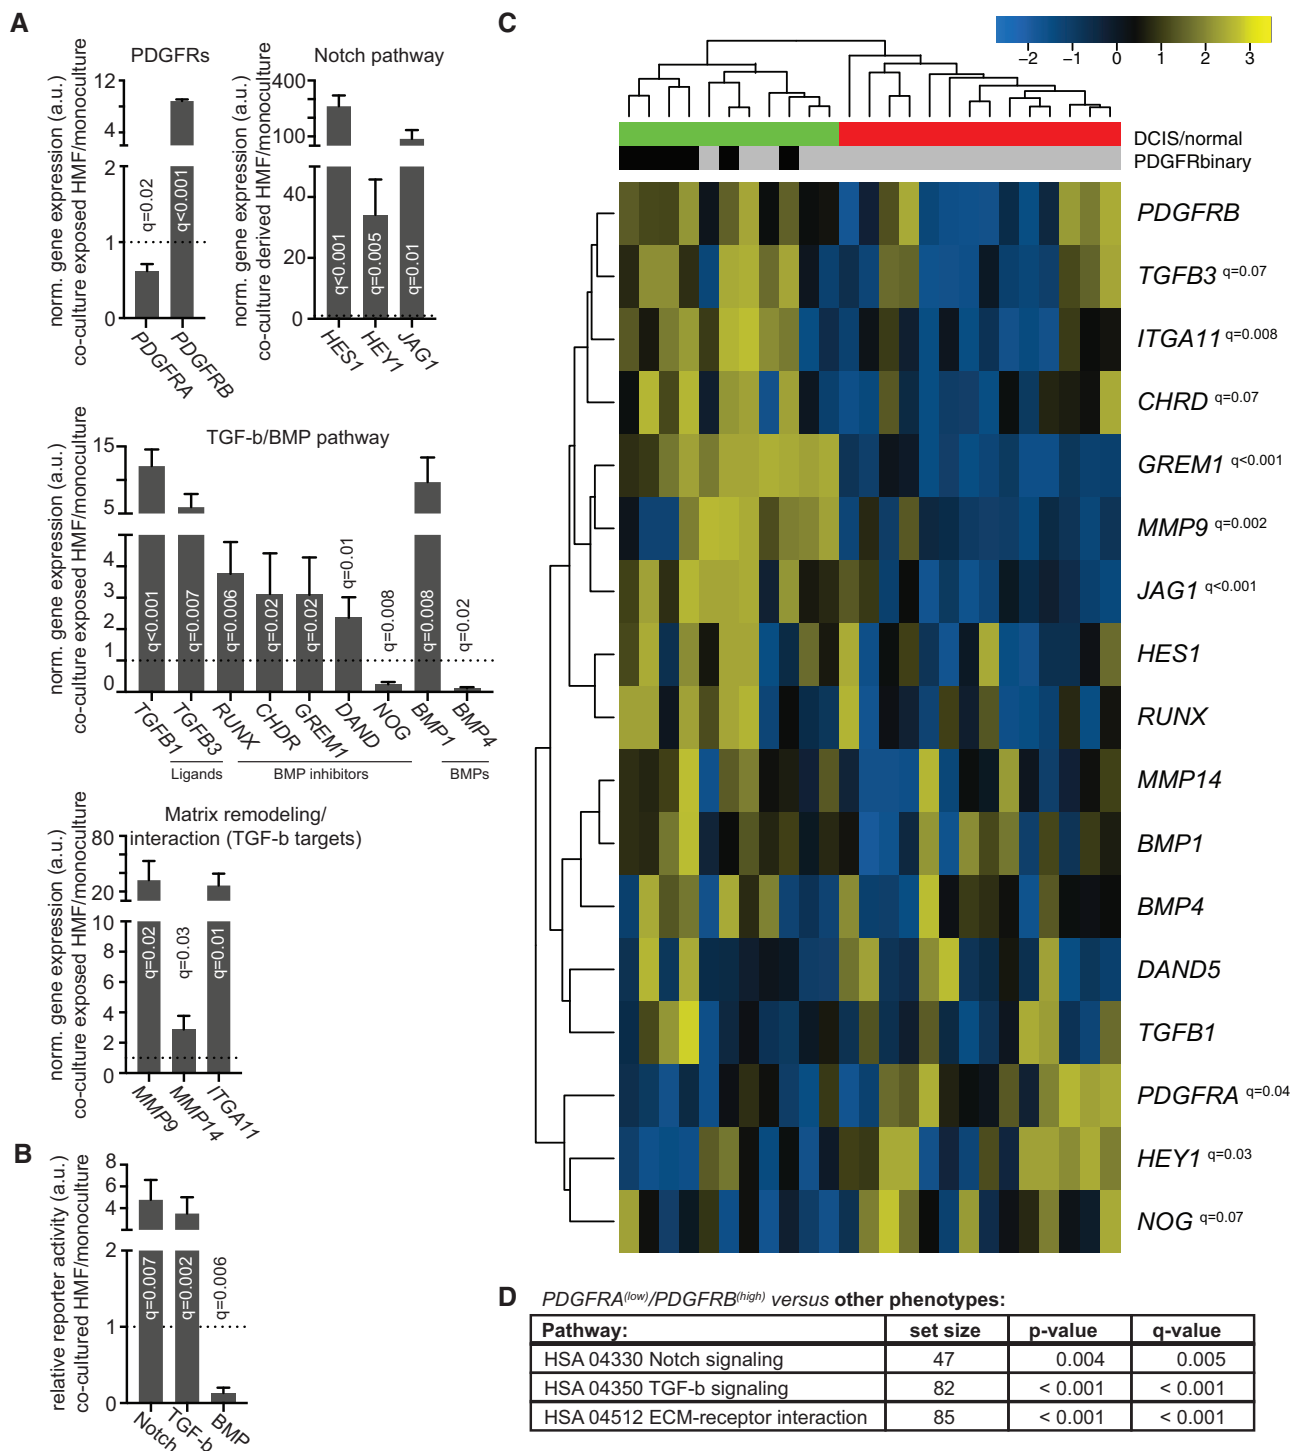 A
PDGFRs
norm. gene expression (a.u.)
co-culture exposed HMF/monoculture
12
4
2
1
0
q=0.02
q<0.001
PDGFRA
PDGFRB
Notch pathway
norm. gene expression (a.u.)
co-culture derived HMF/monoculture
400
100
40
20
0
q<0.001
q=0.005
q=0.01
HES1
HEY1
JAG1
TGF-b/BMP pathway
norm. gene expression (a.u.)
co-culture exposed HMF/monoculture
15
5
4
3
2
1
0
q<0.001
q=0.007
q=0.006
q=0.02
q=0.02
q=0.01
q=0.008
q=0.008
q=0.02
TGFB1
TGFB3
RUNX
CHDR
GREM1
DAND
NOG
BMP1
BMP4
Ligands
BMP inhibitors
BMPs
Matrix remodeling/
interaction (TGF-b targets)
norm. gene expression (a.u.)
co-culture exposed HMF/monoculture
80
20
10
8
6
4
2
0
q=0.02
q=0.03
q=0.01
MMP9
MMP14
ITGA11
B
relative reporter activity (a.u.)
co-cultured HMF/monoculture
8
6
4
2
1
0
q=0.007
q=0.002
q=0.006
Notch
TGF-b
BMP
C
−2 −1 0 1 2 3
DCIS/normal
PDGFRbinary
PDGFRB
TGFB3 q=0.07
ITGA11 q=0.008
CHRD q=0.07
GREM1 q<0.001
MMP9 q=0.002
JAG1 q<0.001
HES1
RUNX
MMP14
BMP1
BMP4
DAND5
TGFB1
PDGFRA q=0.04
HEY1 q=0.03
NOG q=0.07
D
PDGFRA(low)/PDGFRB(high) versus other phenotypes:
Pathway: set size p-value q-value
HSA 04330 Notch signaling 47 0.004 0.005
HSA 04350 TGF-b signaling 82 < 0.001 < 0.001
HSA 04512 ECM-receptor interaction 85 < 0.001 < 0.001